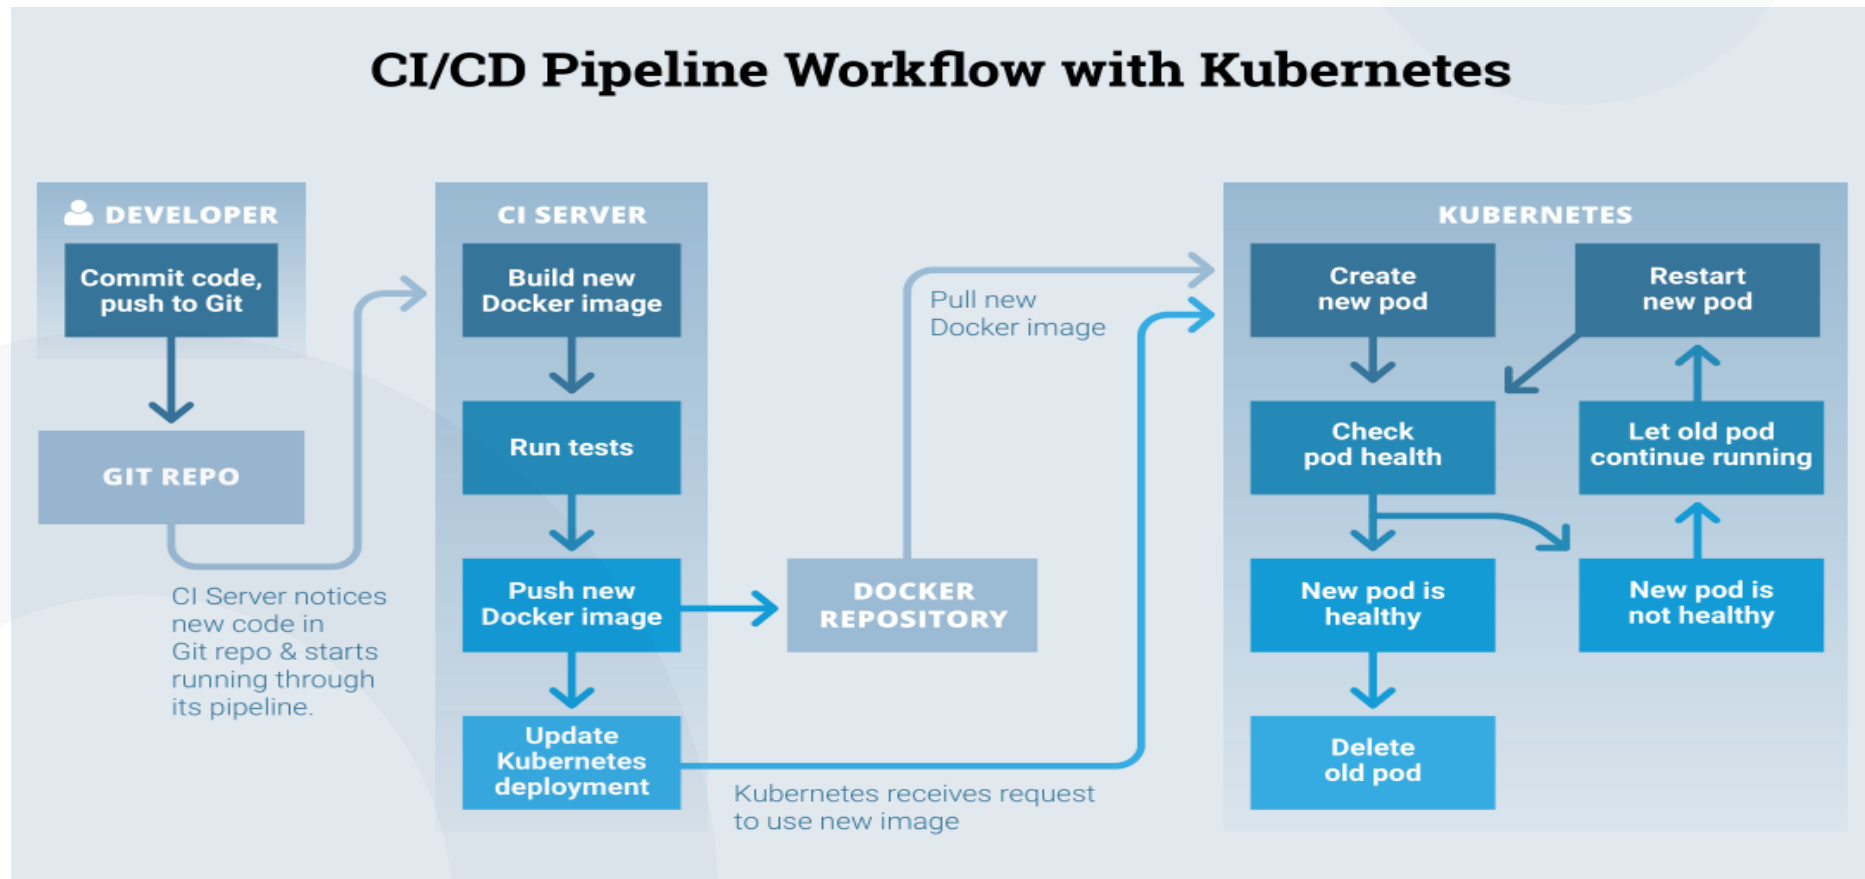 CI/CD Pipeline Workflow with Kubernetes
DEVELOPER
Commit code,
push to Git
GIT REPO
CI Server notices
new code in
Git repo & starts
running through
its pipeline.
CI SERVER
Build new
Docker image
Run tests
Push new
Docker image
Update
Kubernetes
deployment
DOCKER
REPOSITORY
Pull new
Docker image
Kubernetes receives request
to use new image
KUBERNETES
Create
new pod
Restart
new pod
Check
pod health
Let old pod
continue running
New pod is
healthy
New pod is
not healthy
Delete
old pod